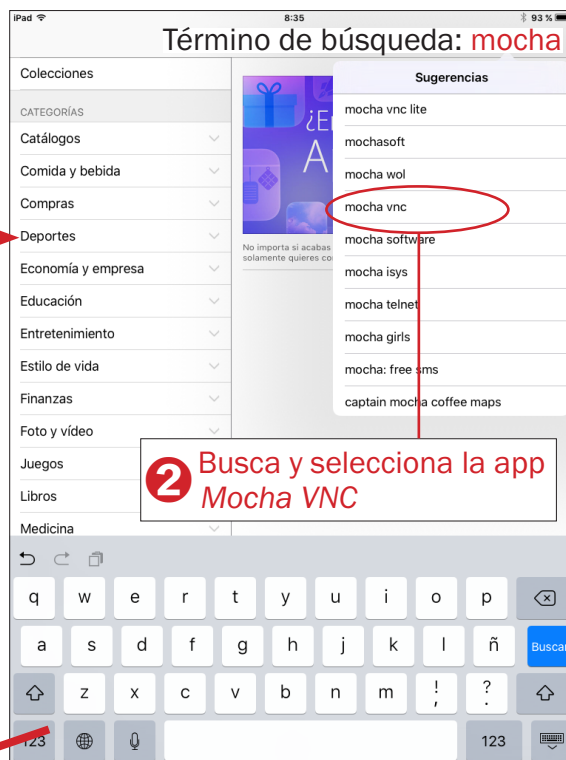 iPad 8:35 93 %
Término de búsqueda: mocha
Colecciones
CATEGORÍAS
Catálogos
Comida y bebida
Compras
Deportes
Economía y empresa
Educación
Entretenimiento
Estilo de vida
Finanzas
Foto y vídeo
Juegos
Libros
Medicina
A
No importa si acabas
solamente quieres
Sugerencias
mocha vnc lite
mochasoft
mocha wol
mocha vnc
mocha software
mocha isys
mocha telnet
mocha girls
mocha: free sms
captain mocha coffee maps
2 Busca y selecciona la app
Mocha VNC
q w e r t y u i o p
a s d f g h j k l ñ Buscar
z x c v b n m ! , ? .
123 123